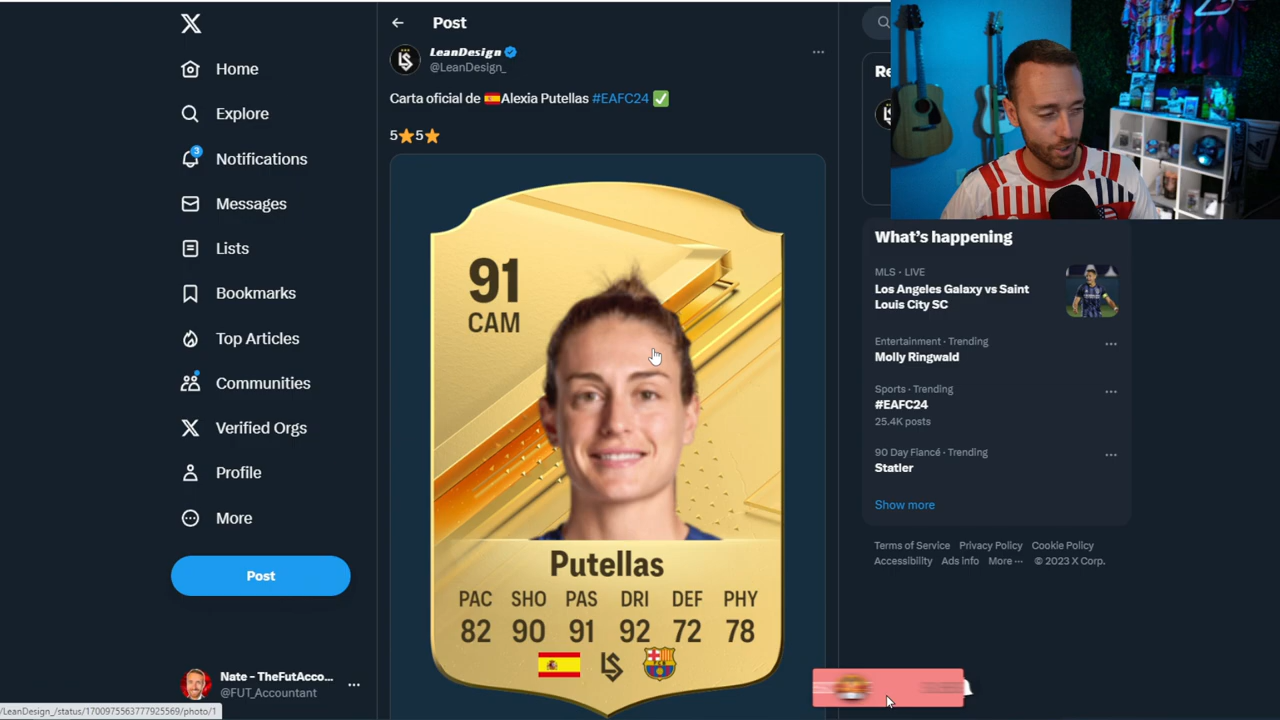 Home
Explore
3
Notifications
Messages
Lists
Bookmarks
Top Articles
Communities
Verified Orgs
Profile
More
Post
Nate - TheFutAcco...
@FUT_Accountant
/LeanDesign_/status/1700975563777925569/photo/1
Post
LeanDesign
@LeanDesign_
Carta oficial de 🇪🇸Alexia Putellas #EAFC24 ✅
5⭐5⭐
91
CAM
Putellas
PAC SHO PAS DRI DEF PHY
82 90 91 92 72 78
LS
Re
What's happening
MLS · LIVE
Los Angeles Galaxy vs Saint
Louis City SC
Entertainment · Trending
Molly Ringwald
Sports · Trending
#EAFC24
25.4K posts
90 Day Fiancé · Trending
Statler
Show more
Terms of Service Privacy Policy Cookie Policy
Accessibility Ads info More ··· © 2023 X Corp.